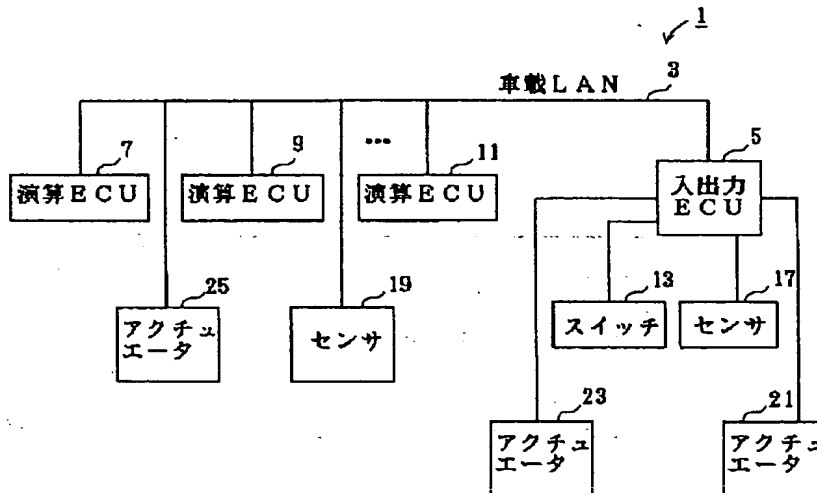 1
車載LAN
3
7
9
…
11
5
演算ECU
演算ECU
演算ECU
入出力
ECU
25
19
13
17
アクチュ
エータ
センサ
スイッチ
センサ
23
21
アクチュ
エータ
アクチュ
エータ